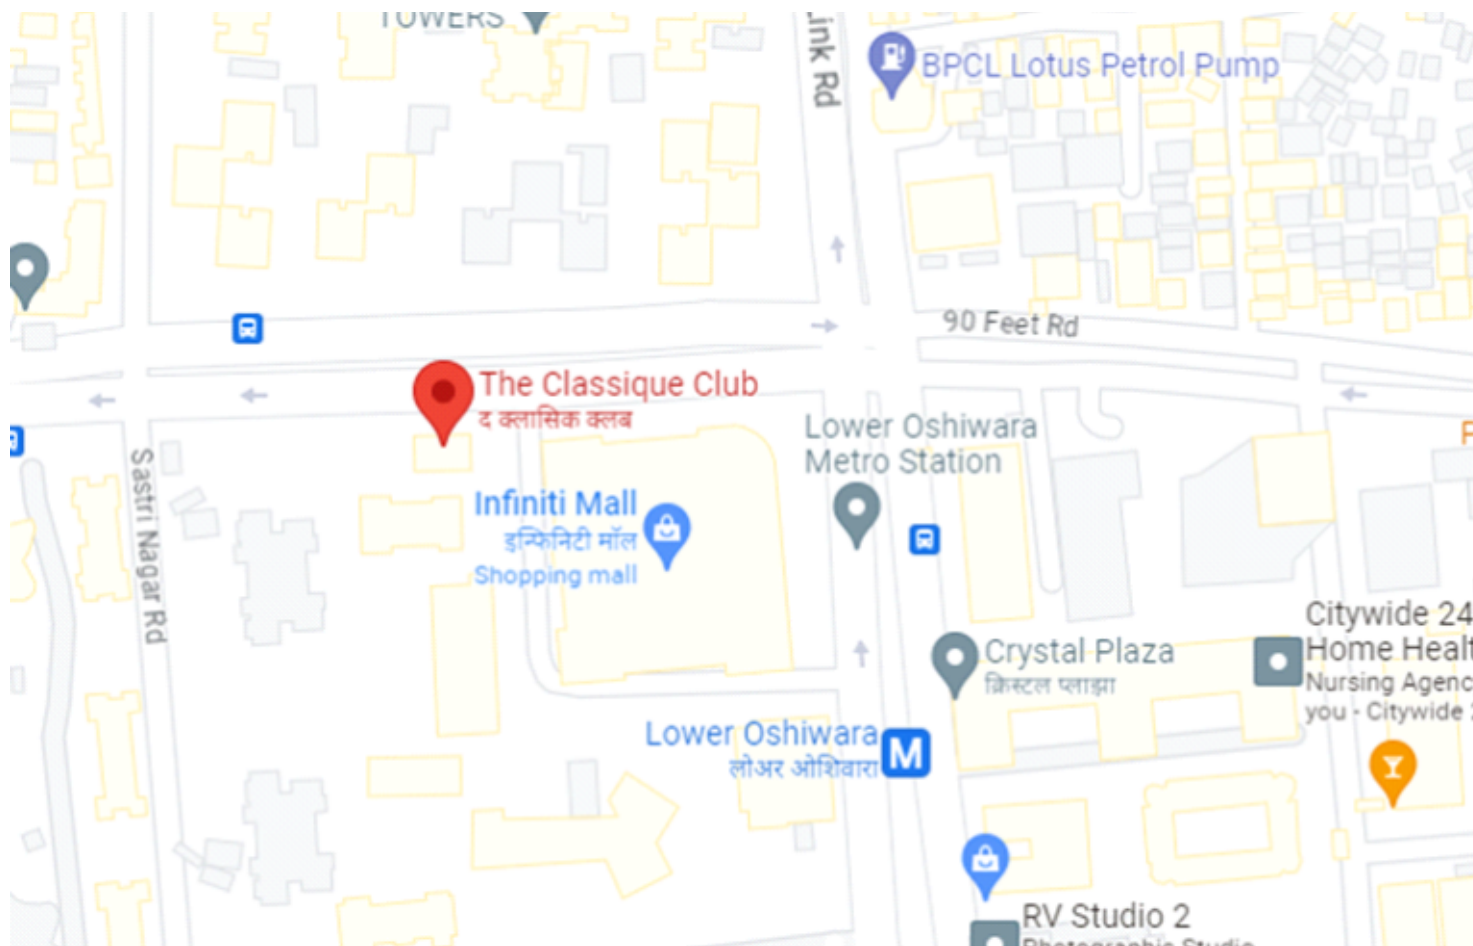 TOWERS
Link Rd
BPCL Lotus Petrol Pump
90 Feet Rd
The Classique Club
द क्लासिक क्लब
Lower Oshiwara
Metro Station
Sastri Nagar Rd
Infiniti Mall
इन्फिनिटी मॉल
Shopping mall
Crystal Plaza
क्रिस्टल प्लाझा
Citywide 24
Home Healt
Nursing Agenc
you - Citywide
Lower Oshiwara
लोअर ओशिवारा
M
RV Studio 2
Photographic Studio